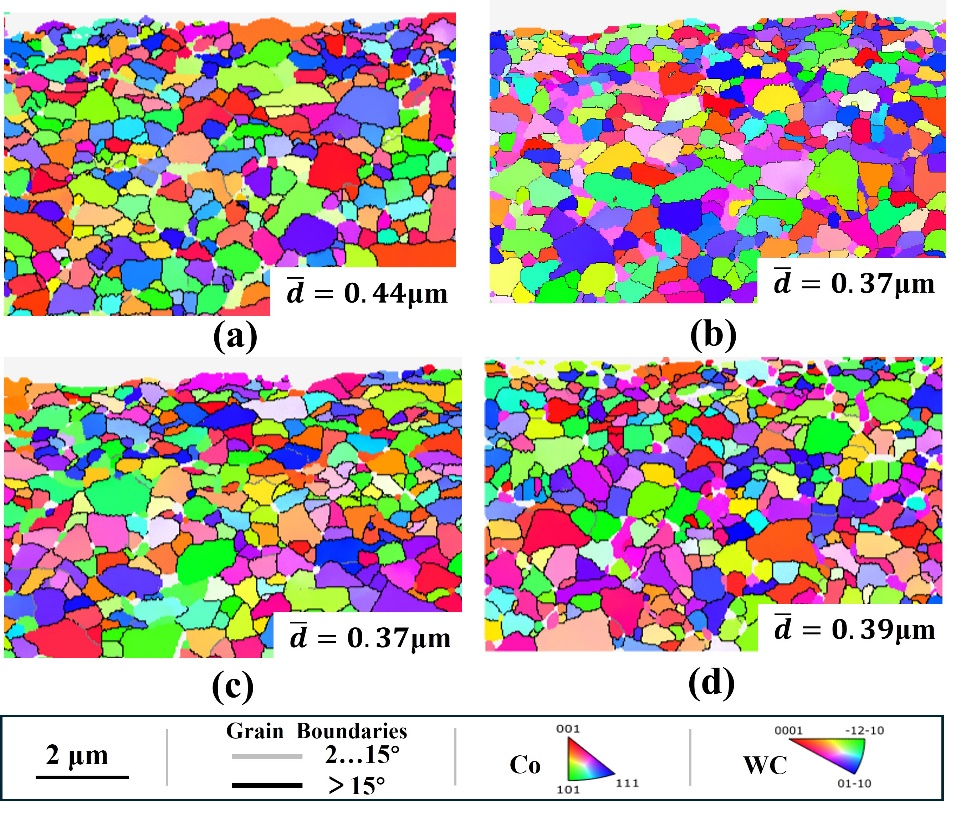 d̅ = 0.44μm
d̅ = 0.37μm
(a)
(b)
d̅ = 0.37μm
d̅ = 0.39μm
(c)
(d)
Grain Boundaries
2 μm
2...15°
>15°
Co
001
101
111
WC
0001
-12-10
01-10